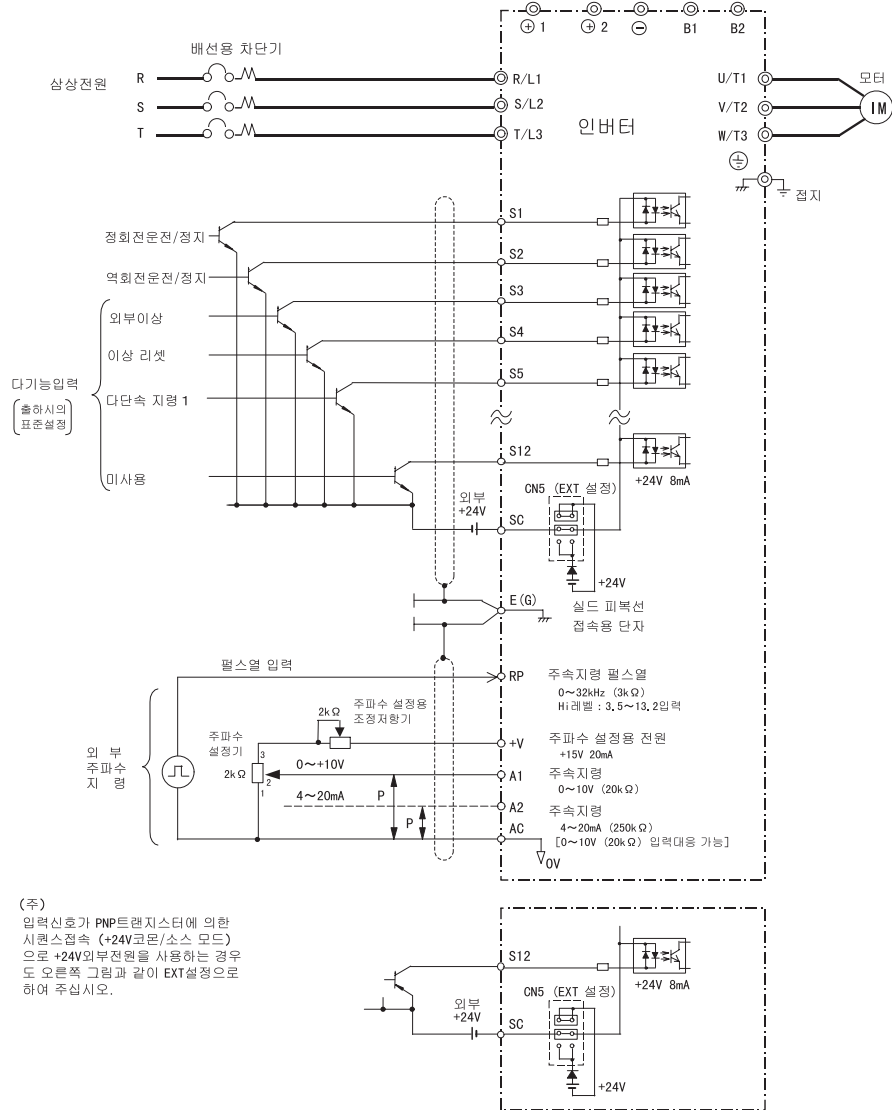 ⊕ 1
⊕ 2
⊖
B1
B2
배선용 차단기
삼상전원
R
S
T
R/L1
S/L2
T/L3
인버터
U/T1
V/T2
W/T3
모터
IM
접지
정회전운전/정지
역회전운전/정지
외부이상
이상 리셋
다단속 지령 1
미사용
다기능입력
[출하시의
표준설정]
S1
S2
S3
S4
S5
S12
+24V 8mA
외부
+24V
SC
CN5 (EXT 설정)
+24V
E(G)
실드 피복선
접속용 단자
펄스열 입력
외 부
주파수
지 령
주파수
설정기
2kΩ
3
2
1
2kΩ
주파수 설정용
조정저항기
0~+10V
4~20mA
P
P
RP
주속지령 펄스열
0~32kHz (3kΩ)
Hi레벨 : 3.5~13.2입력
+V
주파수 설정용 전원
+15V 20mA
A1
주속지령
0~10V (20kΩ)
A2
주속지령
4~20mA (250kΩ)
[0~10V (20kΩ) 입력대응 가능]
AC
0V
(주)
입력신호가 PNP트랜지스터에 의한
시퀀스접속 (+24V코몬/소스 모드)
으로 +24V외부전원을 사용하는 경우
도 오른쪽 그림과 같이 EXT설정으로
하여 주십시오.
S12
+24V 8mA
외부
+24V
SC
CN5 (EXT 설정)
+24V